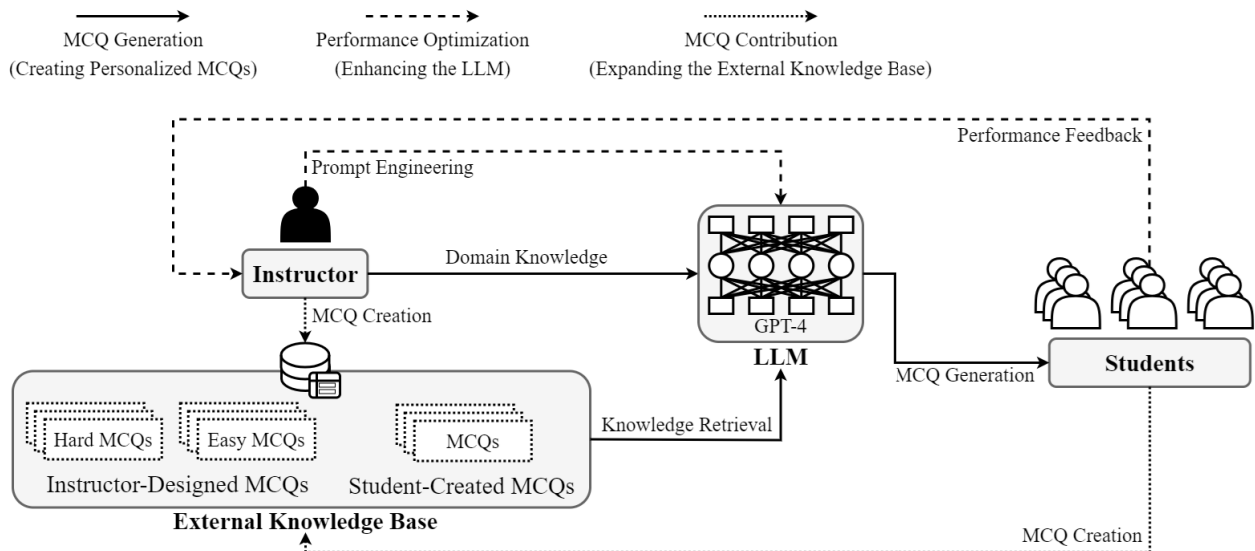 MCQ Generation
(Creating Personalized MCQs)
Performance Optimization
(Enhancing the LLM)
MCQ Contribution
(Expanding the External Knowledge Base)
Performance Feedback
Prompt Engineering
Instructor
Domain Knowledge
MCQ Creation
GPT-4
LLM
MCQ Generation
Students
Hard MCQs
Easy MCQs
MCQs
Knowledge Retrieval
Instructor-Designed MCQs
Student-Created MCQs
External Knowledge Base
MCQ Creation